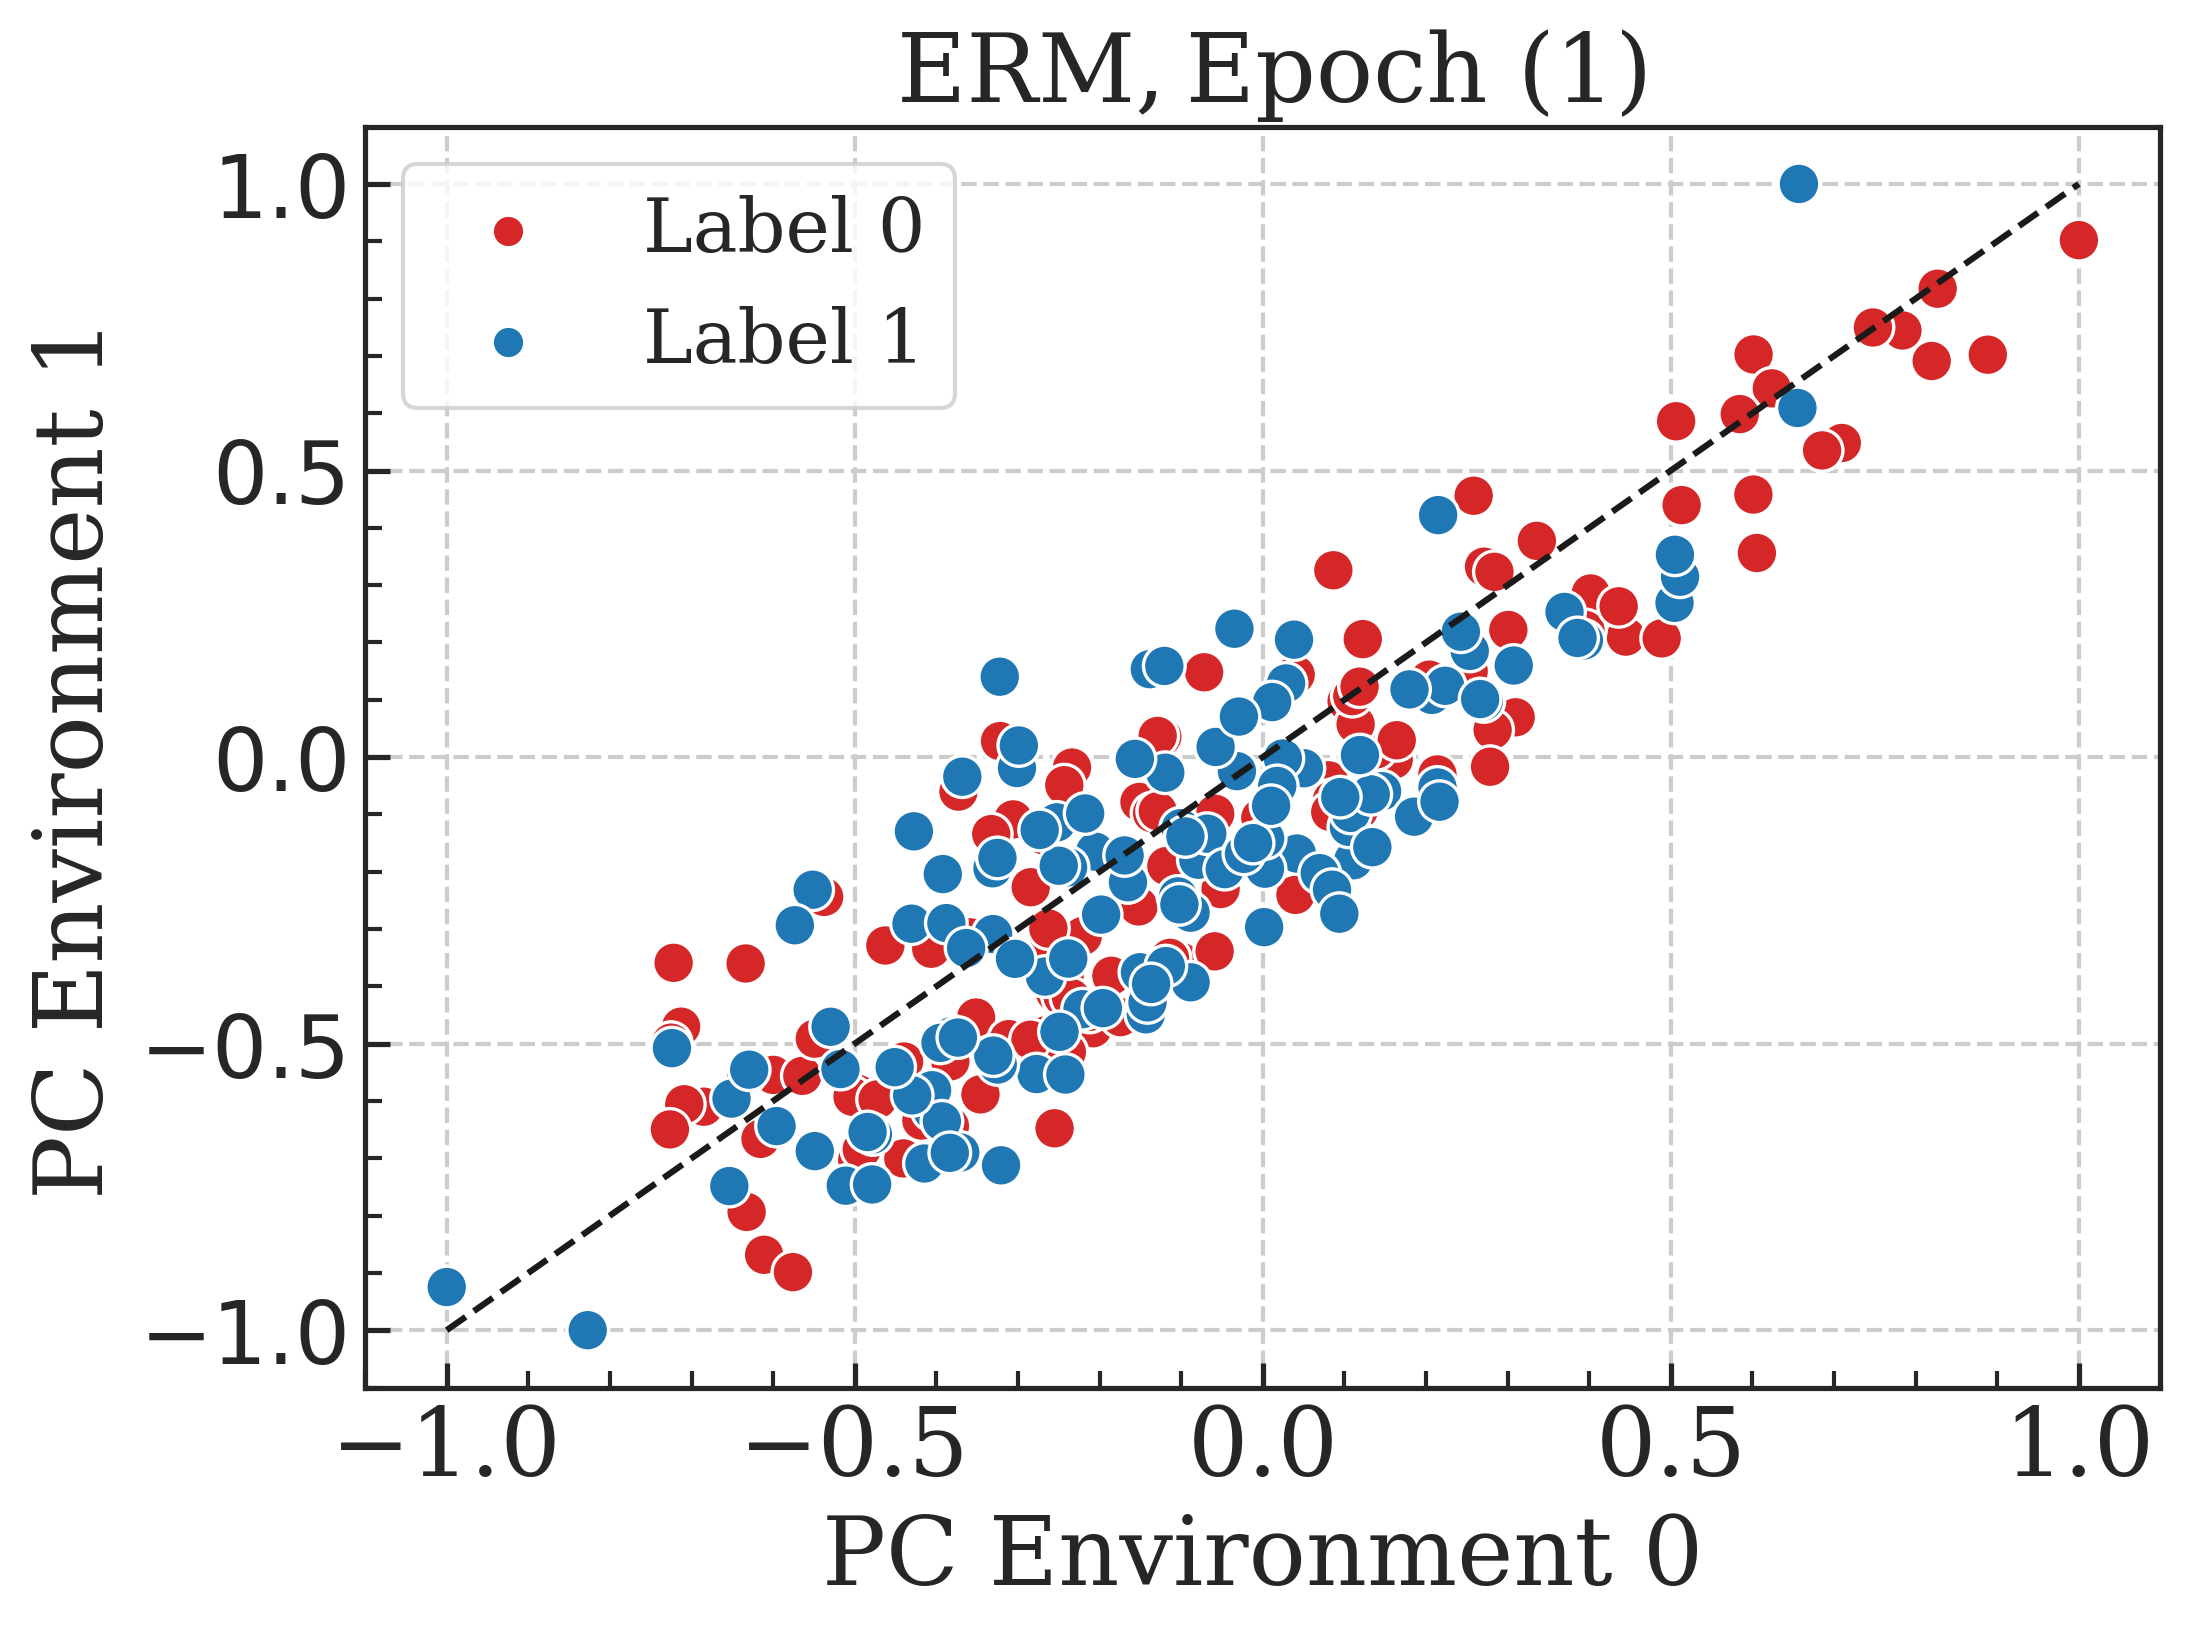 ERM, Epoch (1)
Label 0
Label 1
1.0
0.5
0.0
−0.5
−1.0
PC Environment 1
−1.0 −0.5 0.0 0.5 1.0
PC Environment 0